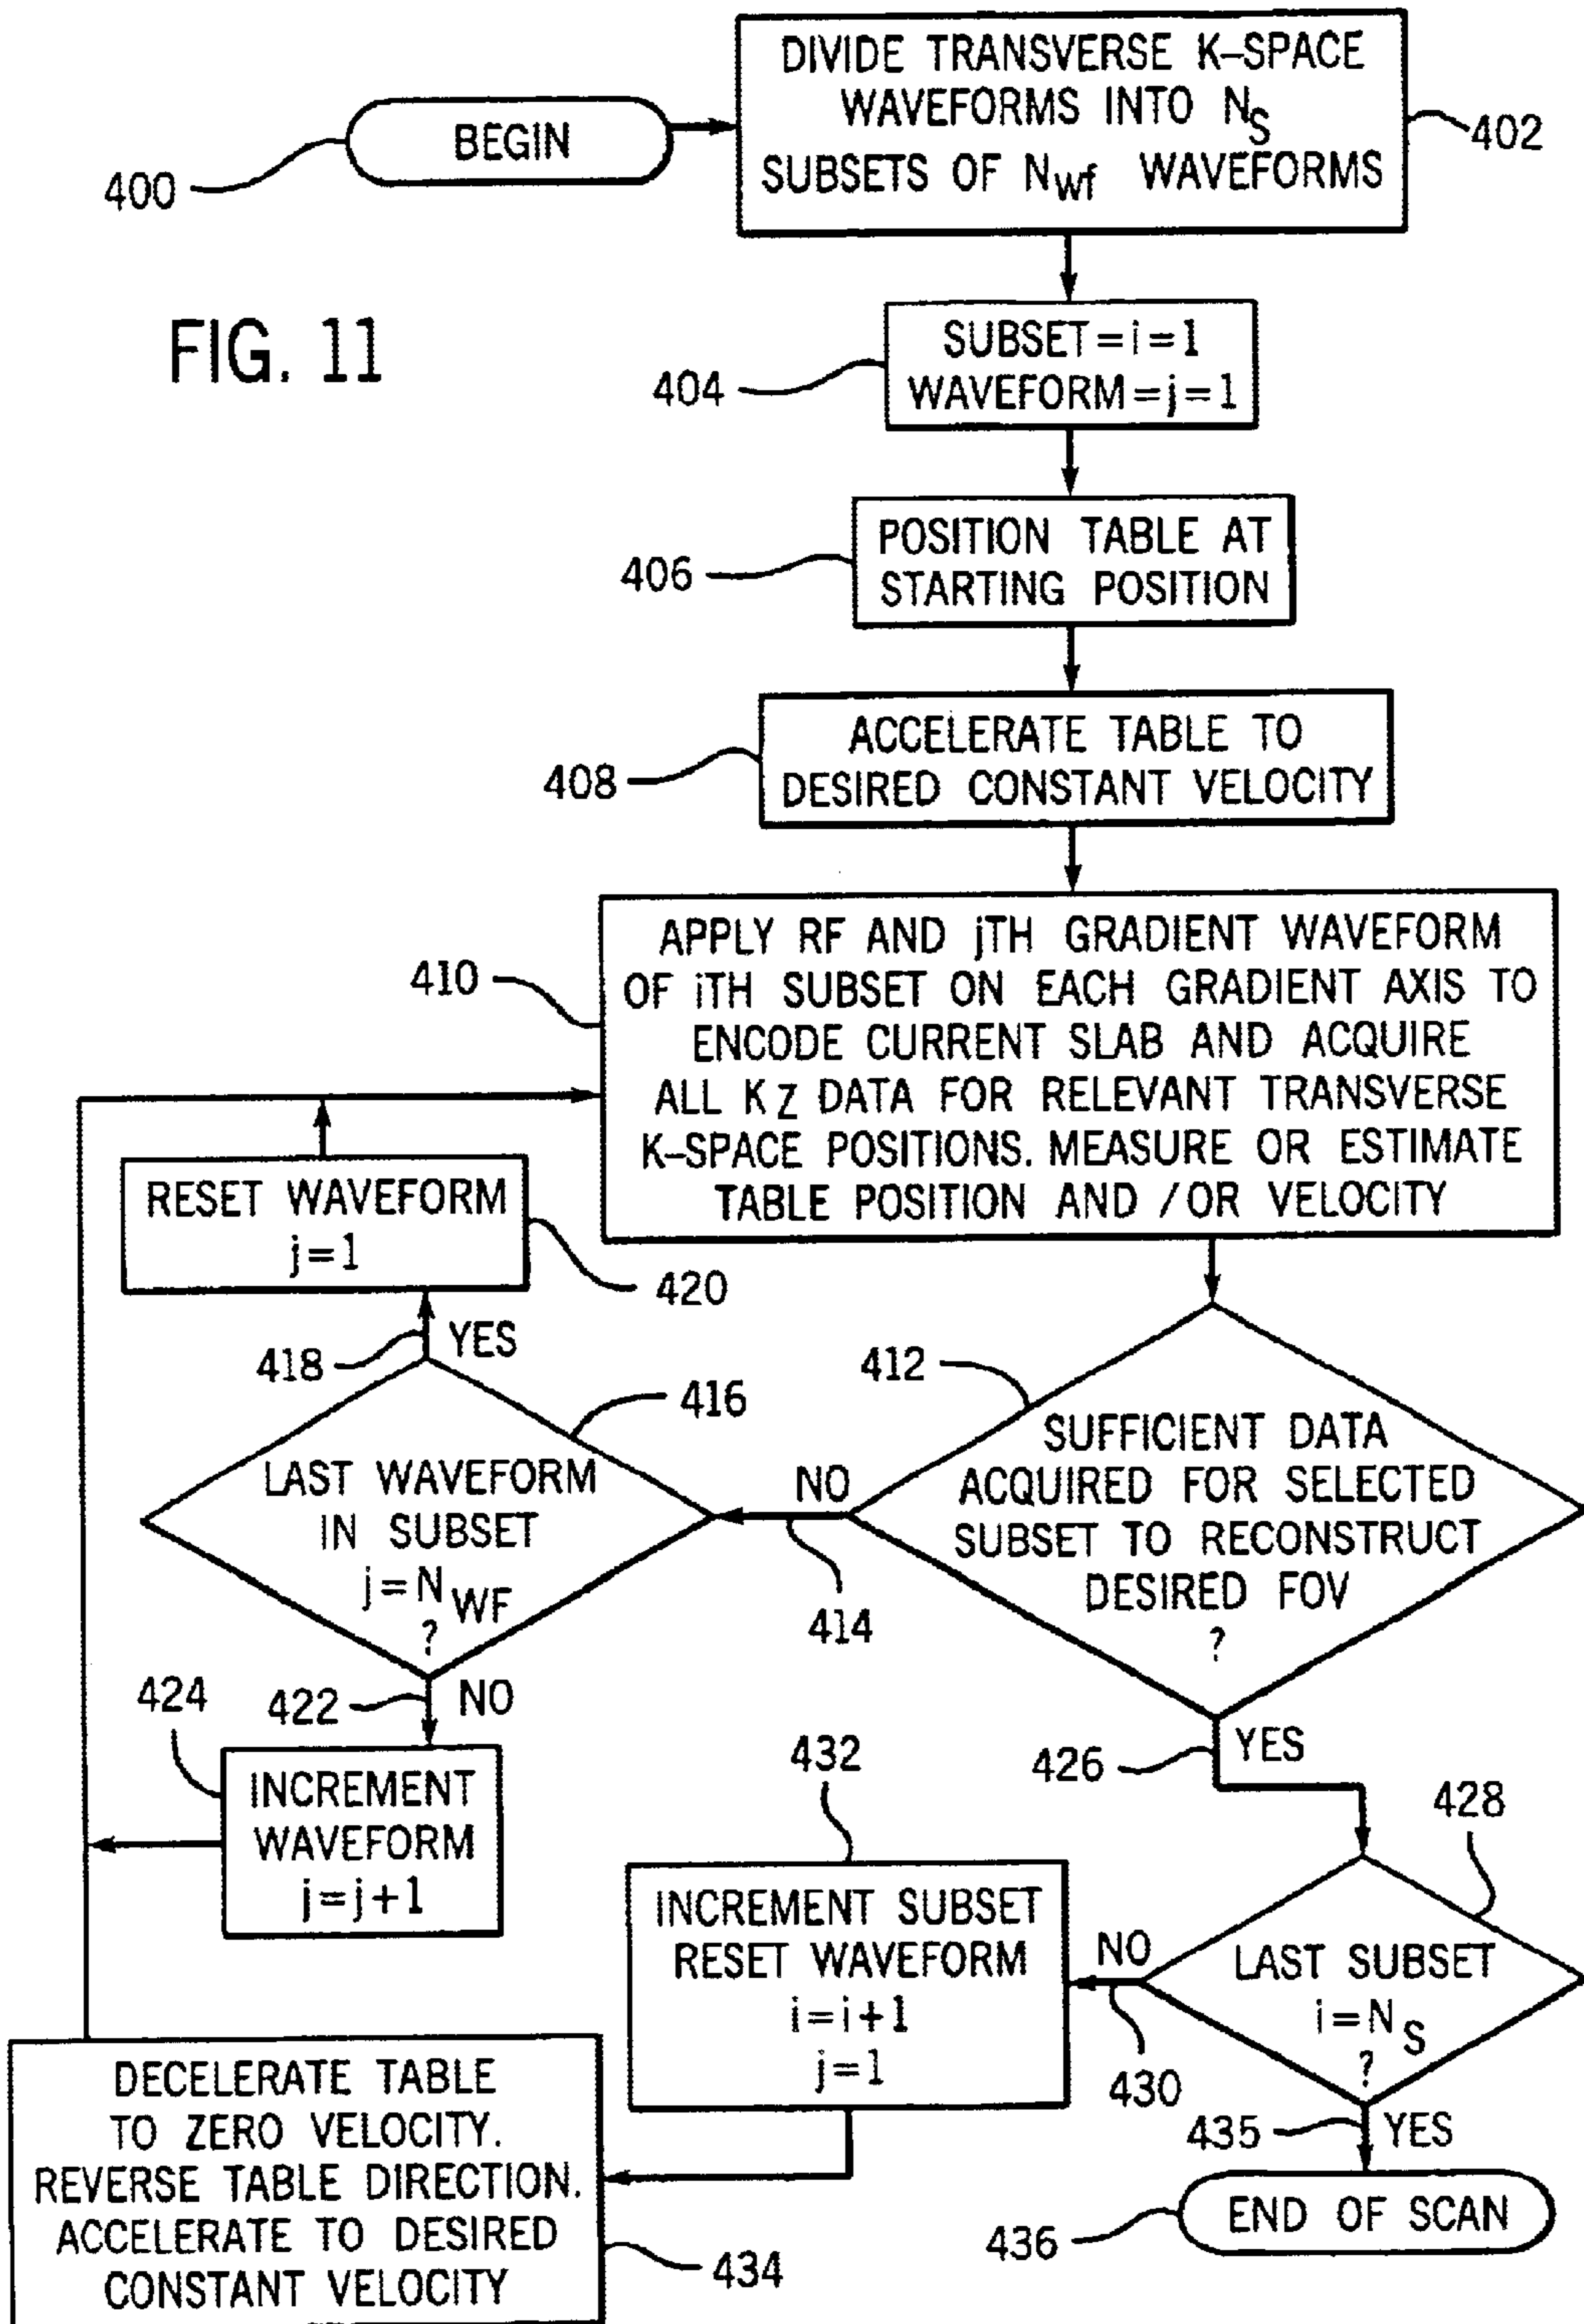 BEGIN
400
DIVIDE TRANSVERSE K-SPACE
WAVEFORMS INTO NS
SUBSETS OF Nwf WAVEFORMS
402
FIG. 11
SUBSET=i=1
WAVEFORM=j=1
404
POSITION TABLE AT
STARTING POSITION
406
ACCELERATE TABLE TO
DESIRED CONSTANT VELOCITY
408
APPLY RF AND jTH GRADIENT WAVEFORM
OF iTH SUBSET ON EACH GRADIENT AXIS TO
ENCODE CURRENT SLAB AND ACQUIRE
ALL KZ DATA FOR RELEVANT TRANSVERSE
K-SPACE POSITIONS. MEASURE OR ESTIMATE
TABLE POSITION AND /OR VELOCITY
410
RESET WAVEFORM
j=1
420
418
YES
412
SUFFICIENT DATA
ACQUIRED FOR SELECTED
SUBSET TO RECONSTRUCT
DESIRED FOV
?
NO
414
416
LAST WAVEFORM
IN SUBSET
j=NWF
?
422
NO
424
INCREMENT
WAVEFORM
j=j+1
426
YES
428
LAST SUBSET
i=NS
?
NO
430
432
INCREMENT SUBSET
RESET WAVEFORM
i=i+1
j=1
DECELERATE TABLE
TO ZERO VELOCITY.
REVERSE TABLE DIRECTION.
ACCELERATE TO DESIRED
CONSTANT VELOCITY
434
435
YES
END OF SCAN
436